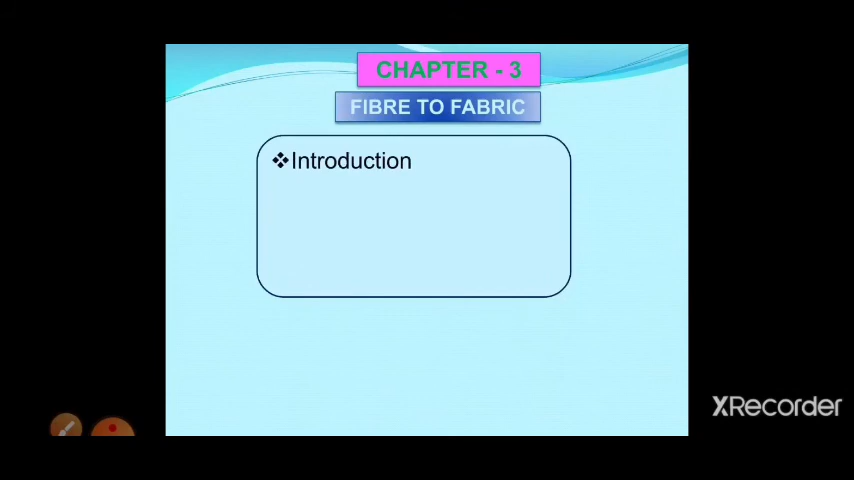 CHAPTER - 3
FIBRE TO FABRIC
❖Introduction
XRecorder